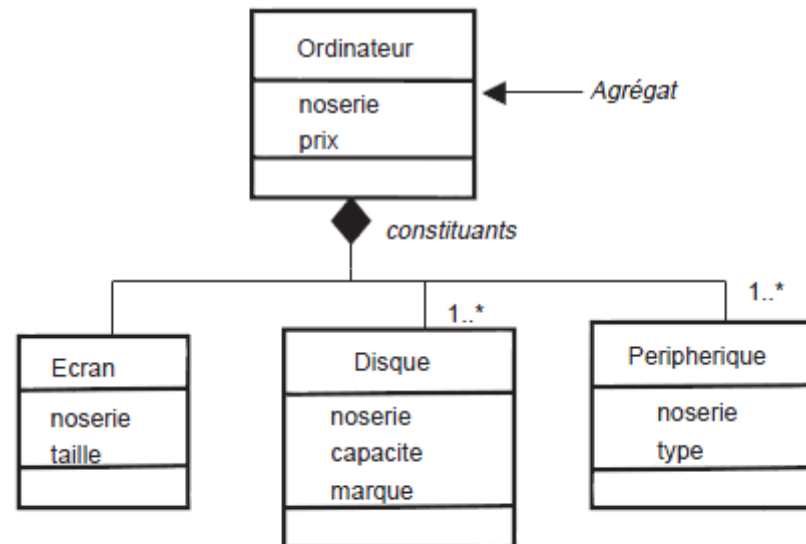 Ordinateur
noserie
prix
Agrégat
constituants
1..*
1..*
Ecran
noserie
taille
Disque
noserie
capacite
marque
Peripherique
noserie
type